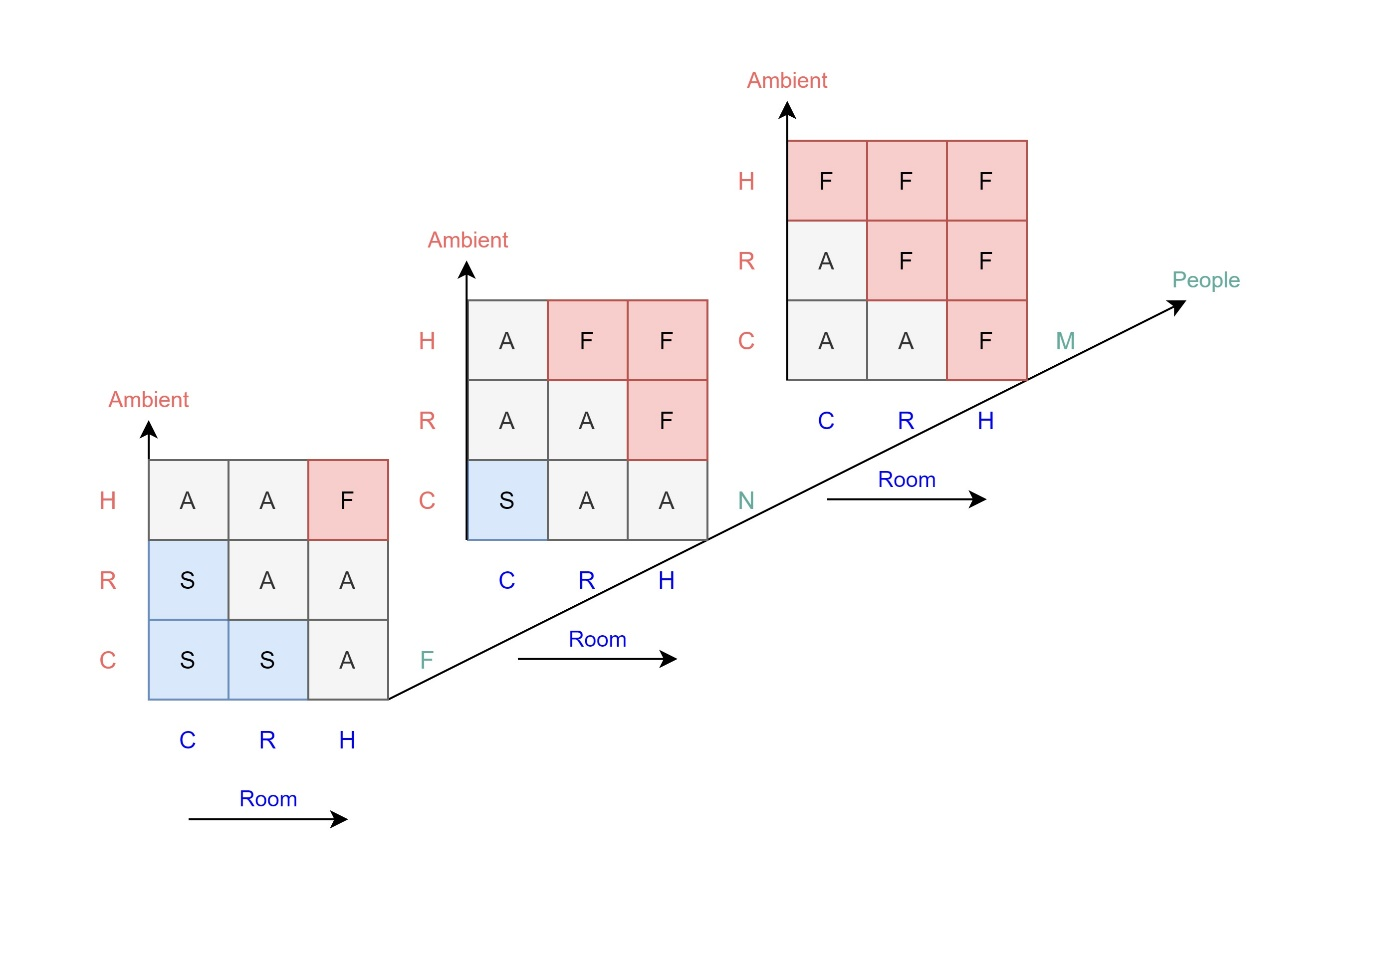 Ambient
H F F F
R A F F
C A A F M
C R H
Room
People
Ambient
H A F F
R A A F
C S A A N
C R H
Room
Ambient
H A A F
R S A A
C S S A F
C R H
Room